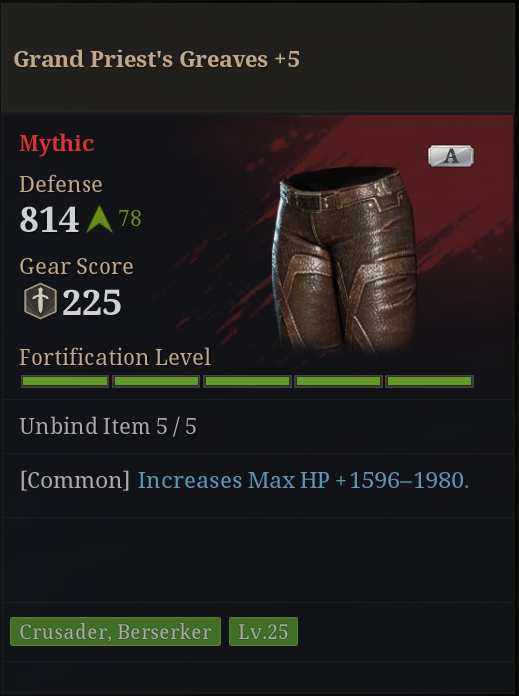 Grand Priest's Greaves +5
Mythic
A
Defense
814 78
Gear Score
225
Fortification Level
Unbind Item 5 / 5
[Common] Increases Max HP +1596–1980.
Crusader, Berserker Lv.25